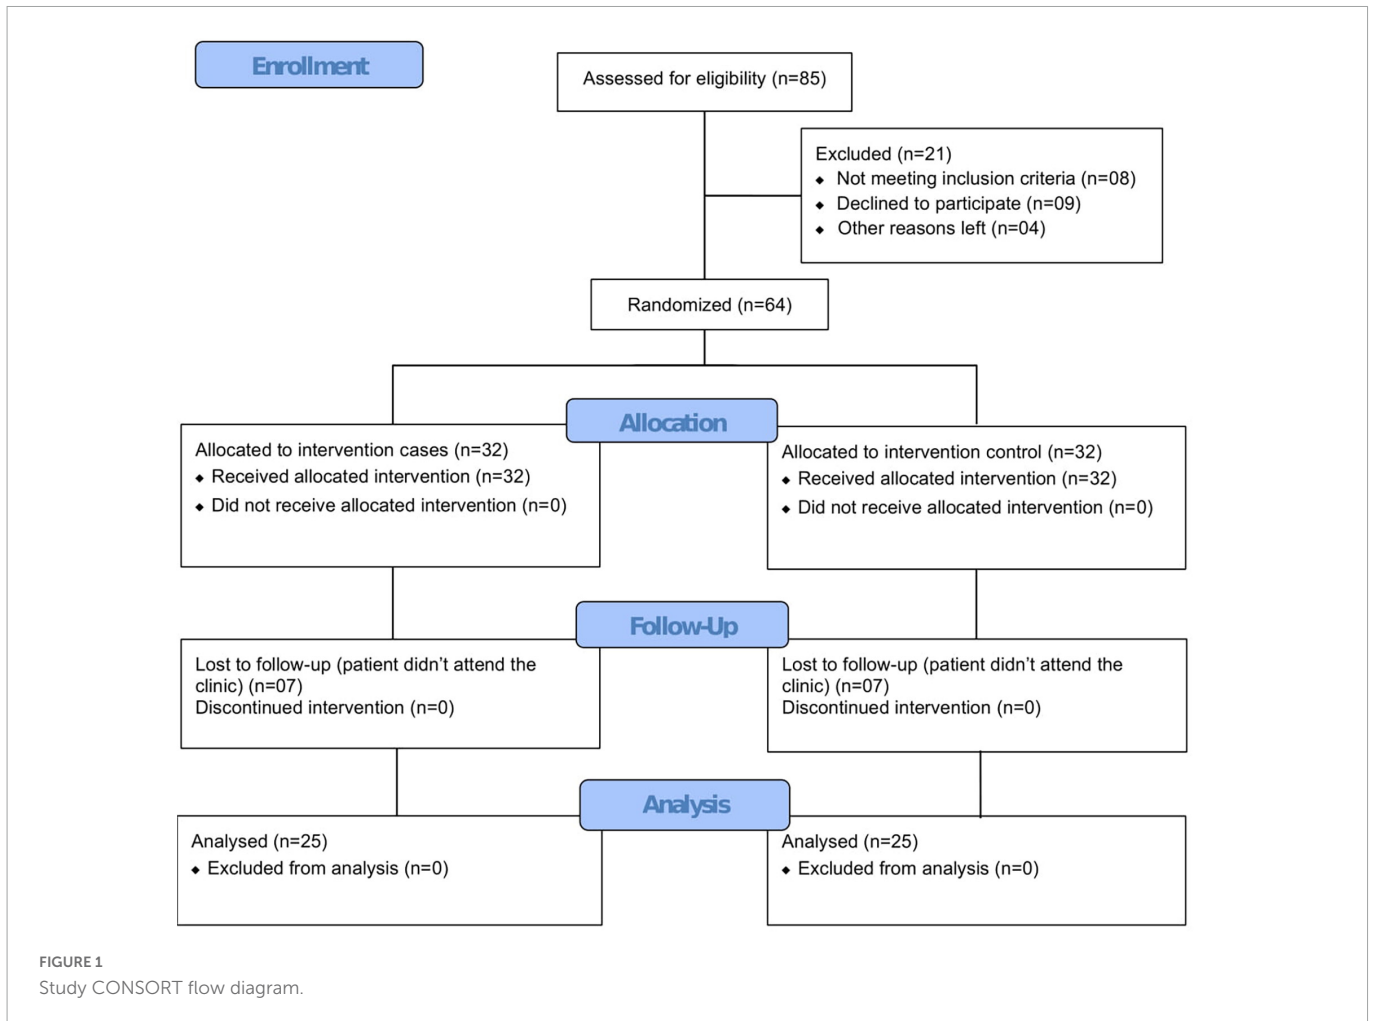 Enrollment
Assessed for eligibility (n=85)
Excluded (n=21)
◆ Not meeting inclusion criteria (n=08)
◆ Declined to participate (n=09)
◆ Other reasons left (n=04)
Randomized (n=64)
Allocation
Allocated to intervention cases (n=32)
◆ Received allocated intervention (n=32)
◆ Did not receive allocated intervention (n=0)
Allocated to intervention control (n=32)
◆ Received allocated intervention (n=32)
◆ Did not receive allocated intervention (n=0)
Follow-Up
Lost to follow-up (patient didn’t attend the
clinic) (n=07)
Discontinued intervention (n=0)
Lost to follow-up (patient didn’t attend the
clinic) (n=07)
Discontinued intervention (n=0)
Analysis
Analysed (n=25)
◆ Excluded from analysis (n=0)
Analysed (n=25)
◆ Excluded from analysis (n=0)
FIGURE 1
Study CONSORT flow diagram.